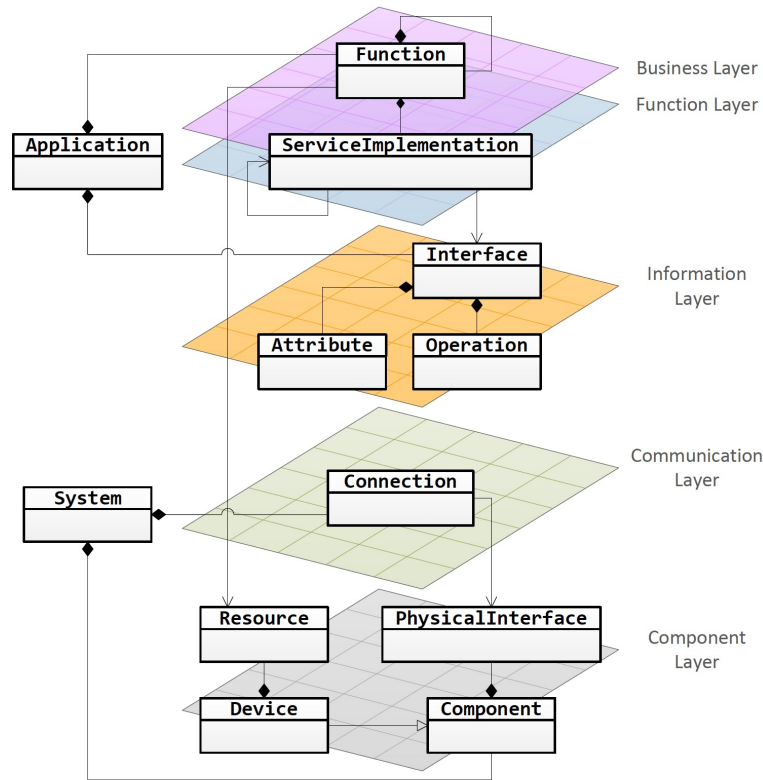 Function
Business Layer
Function Layer
Application
ServiceImplementation
Interface
Information
Layer
Attribute
Operation
Communication
Layer
Connection
System
Resource
PhysicalInterface
Component
Layer
Device
Component